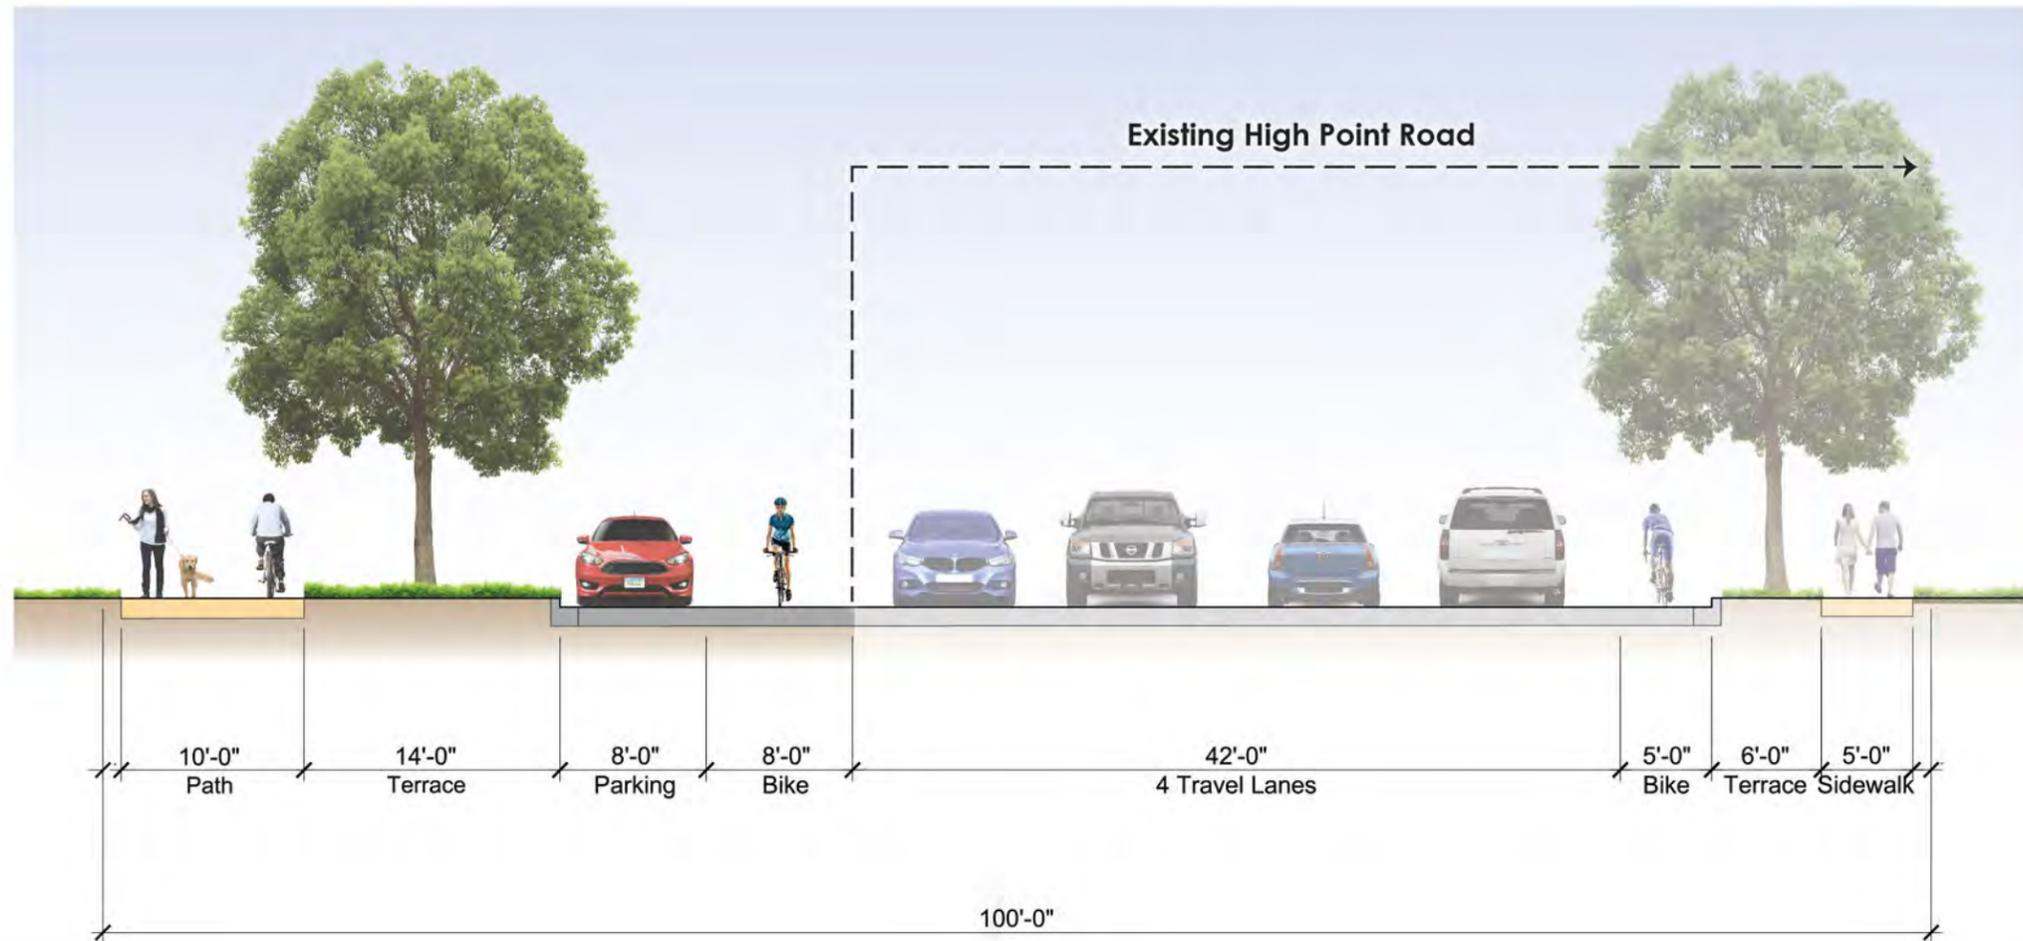 Existing High Point Road
10'-0" 14'-0" 8'-0" 8'-0" 42'-0" 5'-0" 6'-0" 5'-0"
Path Terrace Parking Bike 4 Travel Lanes Bike Terrace Sidewalk
100'-0"